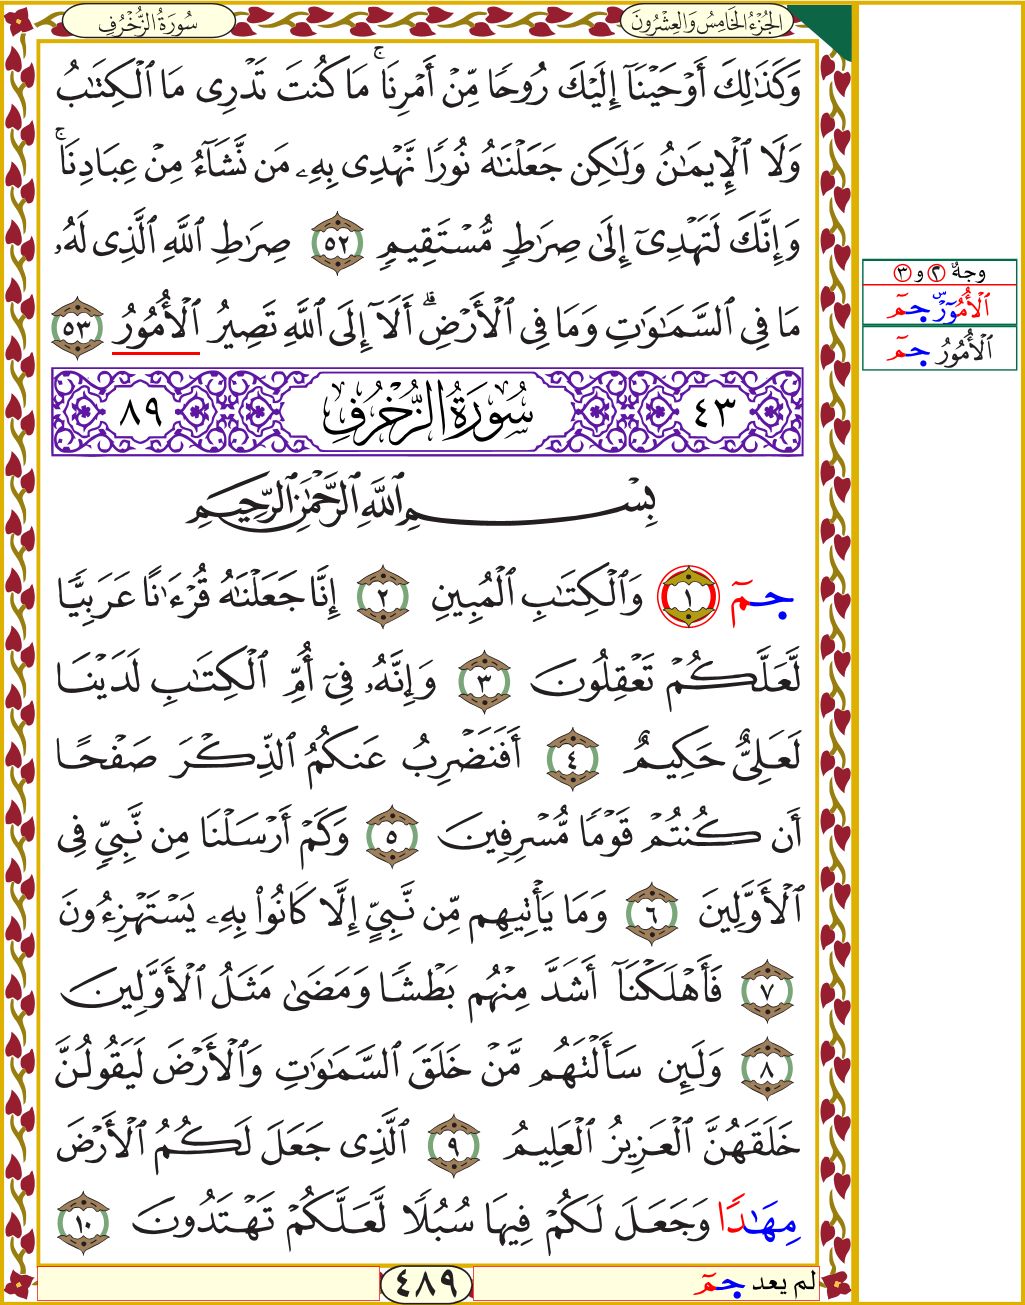 الجُزْءُ الخَامِسُ وَالعِشْرُونَ
سُورَةُ الزُّخْرُفِ
وَكَذَٰلِكَ أَوْحَيْنَآ إِلَيْكَ رُوحًا مِّنْ أَمْرِنَا ۚ مَا كُنتَ تَدْرِى مَا ٱلْكِتَٰبُ
وَلَا ٱلْإِيمَٰنُ وَلَٰكِن جَعَلْنَٰهُ نُورًا نَّهْدِى بِهِۦ مَن نَّشَآءُ مِنْ عِبَادِنَا ۚ
وَإِنَّكَ لَتَهْدِىٓ إِلَىٰ صِرَٰطٍ مُّسْتَقِيمٍ ٥٢ صِرَٰطِ ٱللَّهِ ٱلَّذِى لَهُۥ
مَا فِى ٱلسَّمَٰوَٰتِ وَمَا فِى ٱلْأَرْضِ ۗ أَلَآ إِلَى ٱللَّهِ تَصِيرُ ٱلْأُمُورُ ٥٣
٤٣ سُورَةُ الزُّخْرُفِ ٨٩
بِسْمِ ٱللَّهِ ٱلرَّحْمَٰنِ ٱلرَّحِيمِ
حمٓ ١ وَٱلْكِتَٰبِ ٱلْمُبِينِ ٢ إِنَّا جَعَلْنَٰهُ قُرْءَٰنًا عَرَبِيًّا
لَّعَلَّكُمْ تَعْقِلُونَ ٣ وَإِنَّهُۥ فِىٓ أُمِّ ٱلْكِتَٰبِ لَدَيْنَا
لَعَلِىٌّ حَكِيمٌ ٤ أَفَنَضْرِبُ عَنكُمُ ٱلذِّكْرَ صَفْحًا
أَن كُنتُمْ قَوْمًا مُّسْرِفِينَ ٥ وَكَمْ أَرْسَلْنَا مِن نَّبِىٍّ فِى
ٱلْأَوَّلِينَ ٦ وَمَا يَأْتِيهِم مِّن نَّبِىٍّ إِلَّا كَانُوا۟ بِهِۦ يَسْتَهْزِءُونَ
٧ فَأَهْلَكْنَآ أَشَدَّ مِنْهُم بَطْشًا وَمَضَىٰ مَثَلُ ٱلْأَوَّلِينَ
٨ وَلَئِن سَأَلْتَهُم مَّنْ خَلَقَ ٱلسَّمَٰوَٰتِ وَٱلْأَرْضَ لَيَقُولُنَّ
خَلَقَهُنَّ ٱلْعَزِيزُ ٱلْعَلِيمُ ٩ ٱلَّذِى جَعَلَ لَكُمُ ٱلْأَرْضَ
مِهَٰدًا وَجَعَلَ لَكُمْ فِيهَا سُبُلًا لَّعَلَّكُمْ تَهْتَدُونَ ١٠
٤٨٩
لم يعد حمٓ
وجهٌ ٢ و ٣
ٱلْأُمُورُ س حمٓ
ٱلْأُمُورُ حمٓ